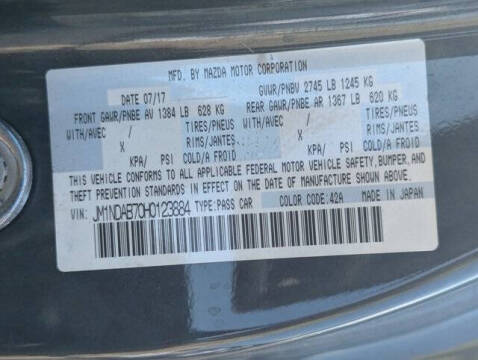 MFD. BY MAZDA MOTOR CORPORATION
DATE 07/17 GVWR/PNBV 2745 LB 1245 KG
FRONT GAWR/PNBE AV 1384 LB 628 KG REAR GAWR/PNBE AR 1367 LB 620 KG
WITH/AVEC / TIRES/PNEUS WITH/AVEC / TIRES/PNEUS
X RIMS/JANTES X RIMS/JANTES
KPA/ PSI COLD/A FROID KPA/ PSI COLD/A FROID
THIS VEHICLE CONFORMS TO ALL APPLICABLE FEDERAL MOTOR VEHICLE SAFETY, BUMPER, AND
THEFT PREVENTION STANDARDS IN EFFECT ON THE DATE OF MANUFACTURE SHOWN ABOVE.
VIN: JM1NDAB70H0123884 TYPE: PASS CAR COLOR CODE: 42A MADE IN JAPAN